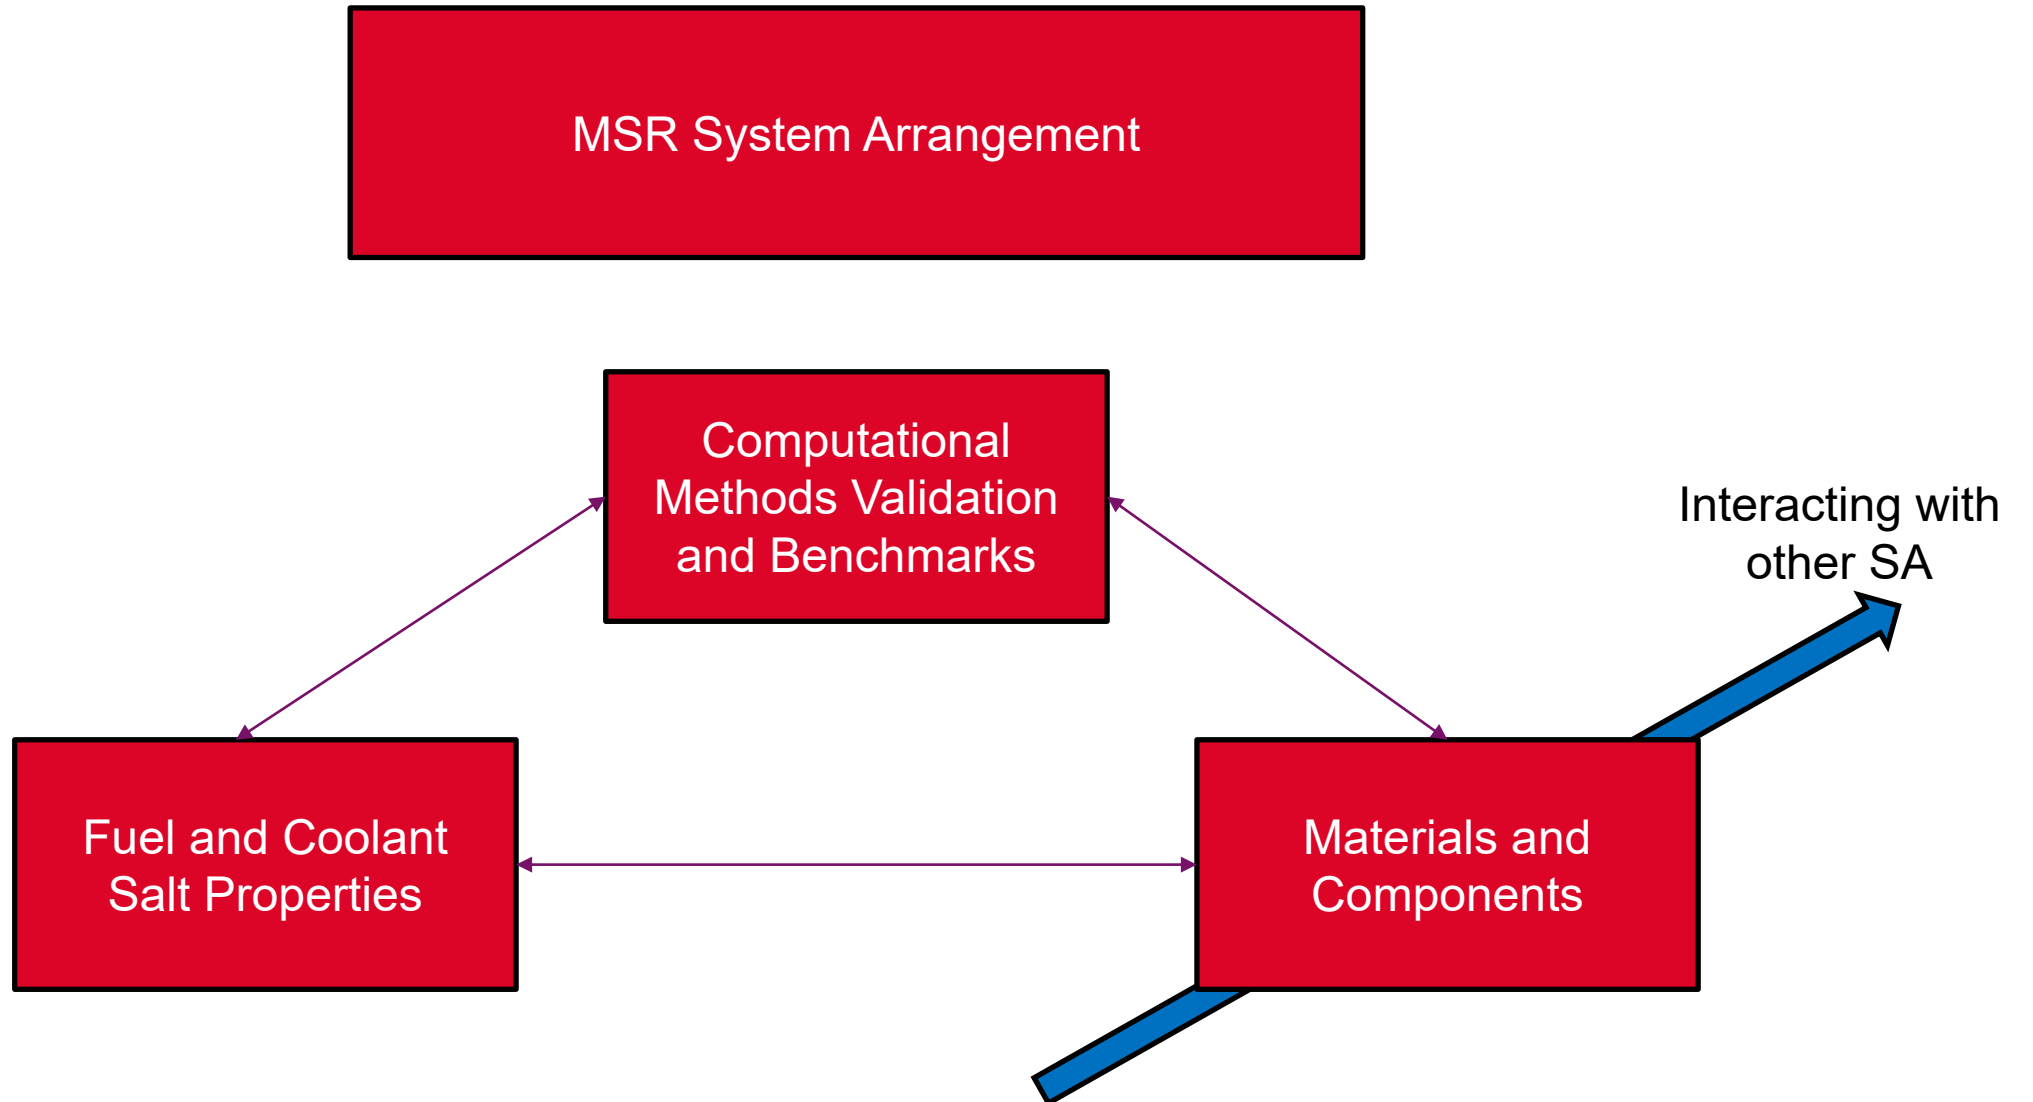 MSR System Arrangement
Computational
Methods Validation
and Benchmarks
Interacting with
other SA
Fuel and Coolant
Salt Properties
Materials and
Components